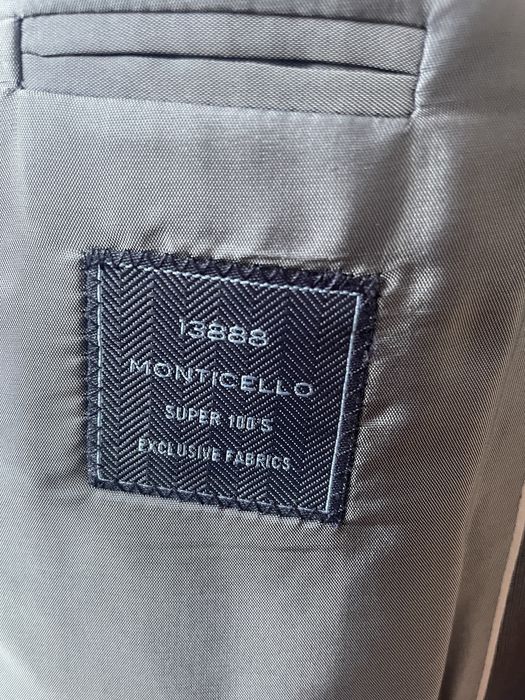 13888
MONTICELLO
SUPER 100'S
EXCLUSIVE FABRICS